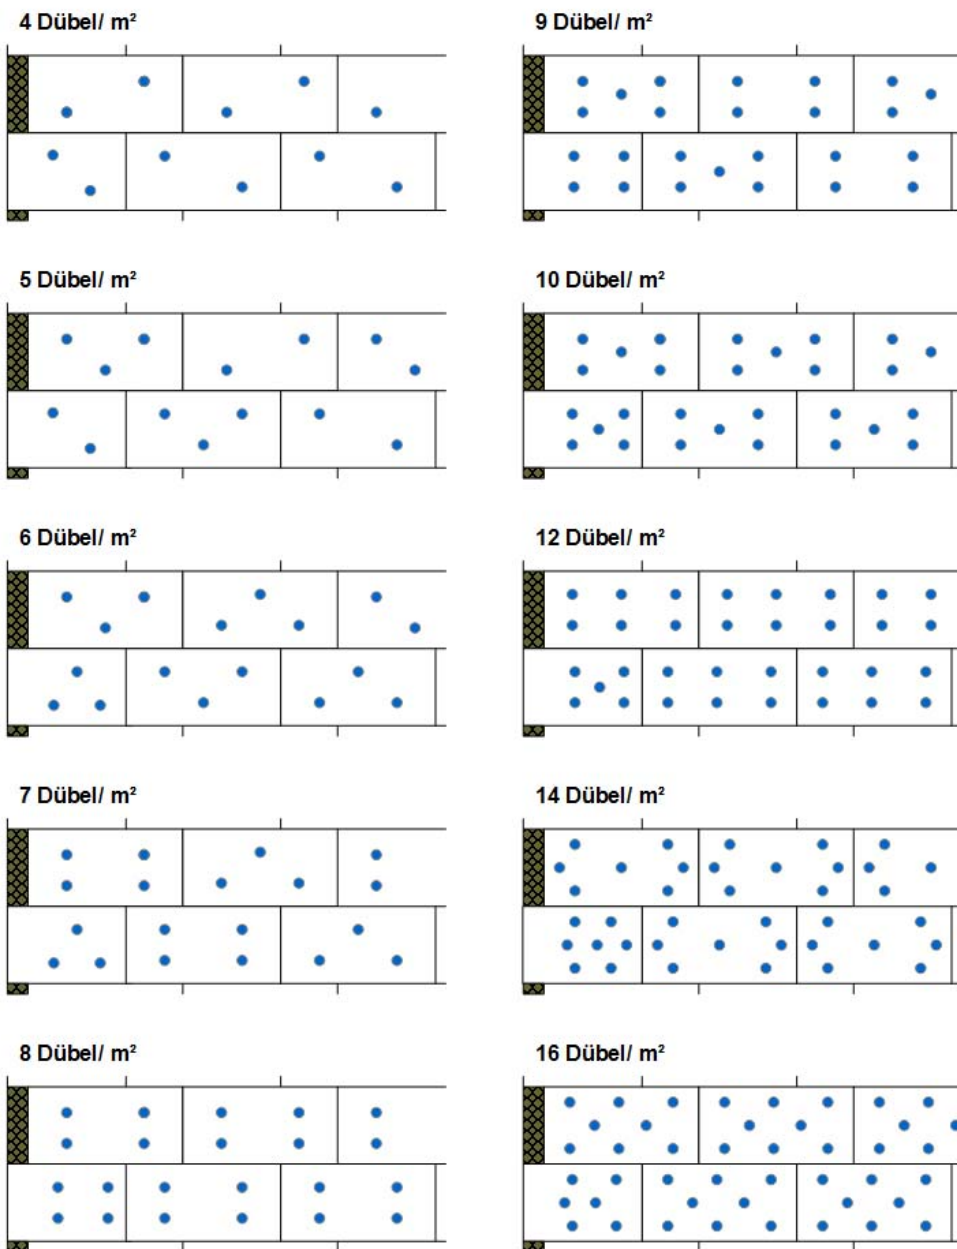 4 Dübel/ m²
9 Dübel/ m²
5 Dübel/ m²
10 Dübel/ m²
6 Dübel/ m²
12 Dübel/ m²
7 Dübel/ m²
14 Dübel/ m²
8 Dübel/ m²
16 Dübel/ m²